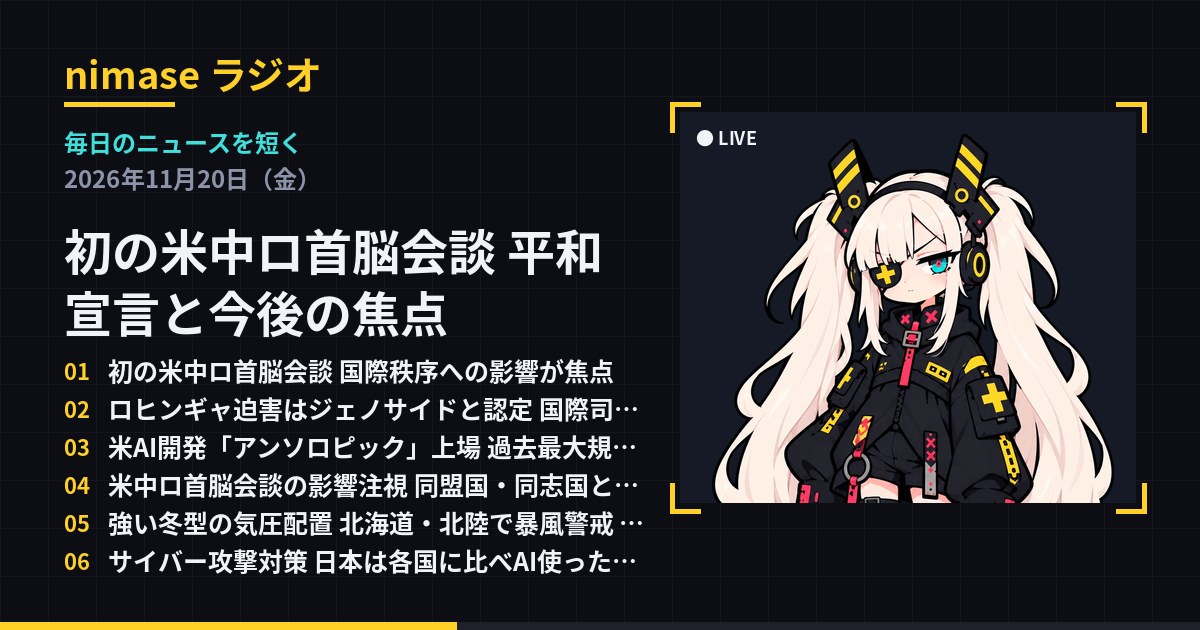 nimase ラジオ
毎日のニュースを短く
2026年11月20日（金）
初の米中ロ首脳会談 平和
宣言と今後の焦点
01 初の米中ロ首脳会談 国際秩序への影響が焦点
02 ロヒンギャ迫害はジェノサイドと認定 国際司…
03 米AI開発「アンソロピック」上場 過去最大規…
04 米中ロ首脳会談の影響注視 同盟国・同志国と…
05 強い冬型の気圧配置 北海道・北陸で暴風警戒 …
06 サイバー攻撃対策 日本は各国に比べAI使った…
LIVE